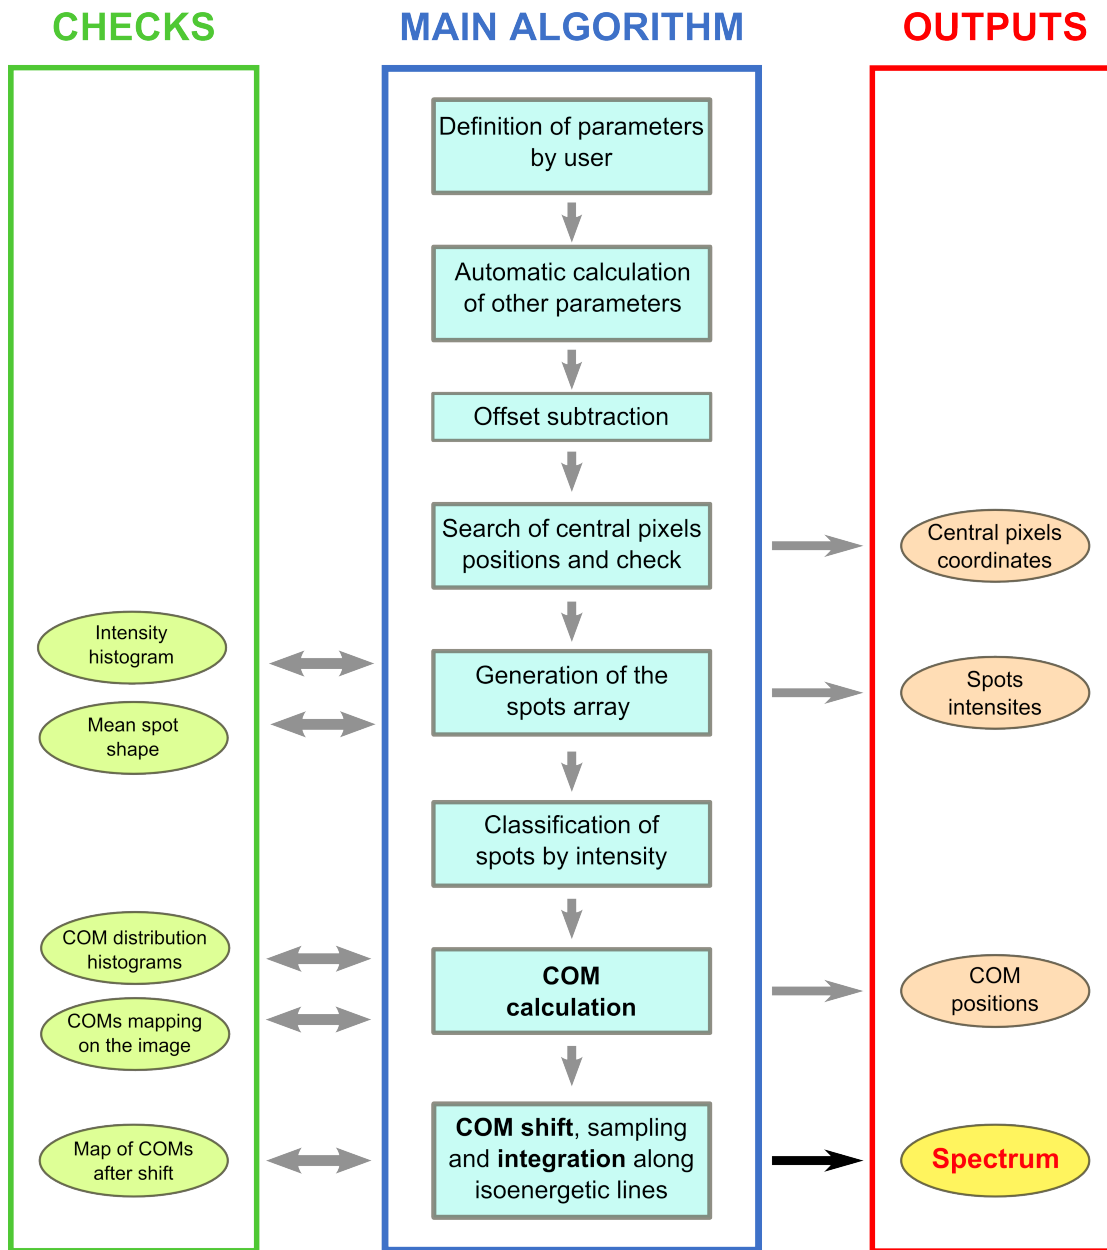 CHECKS
MAIN ALGORITHM
OUTPUTS
Definition of parameters
by user
Automatic calculation
of other parameters
Offset subtraction
Search of central pixels
positions and check
Central pixels
coordinates
Intensity
histogram
Mean spot
shape
Generation of the
spots array
Spots
intensites
Classification of
spots by intensity
COM distribution
histograms
COMs mapping
on the image
COM
calculation
COM
positions
Map of COMs
after shift
COM shift, sampling
and integration along
isoenergetic lines
Spectrum